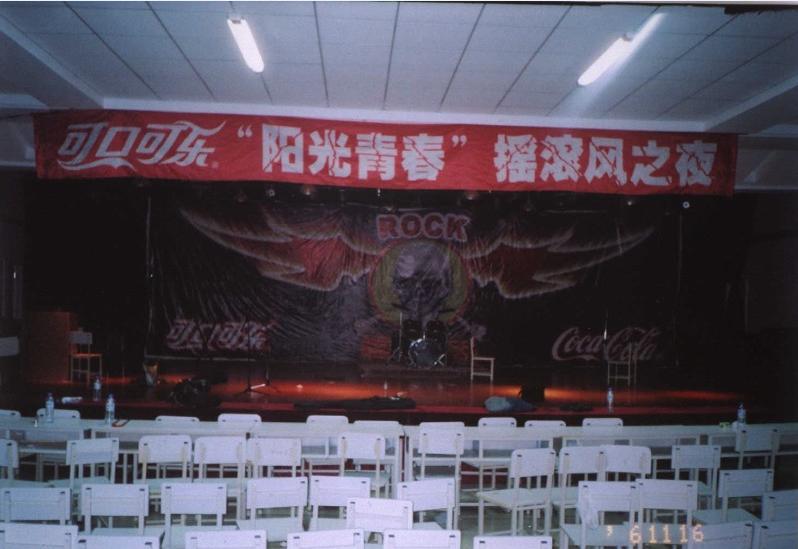 可口可乐 “阳光青春” 摇滚风之夜
ROCK
可口可乐
Coca-Cola
' 6 11 16